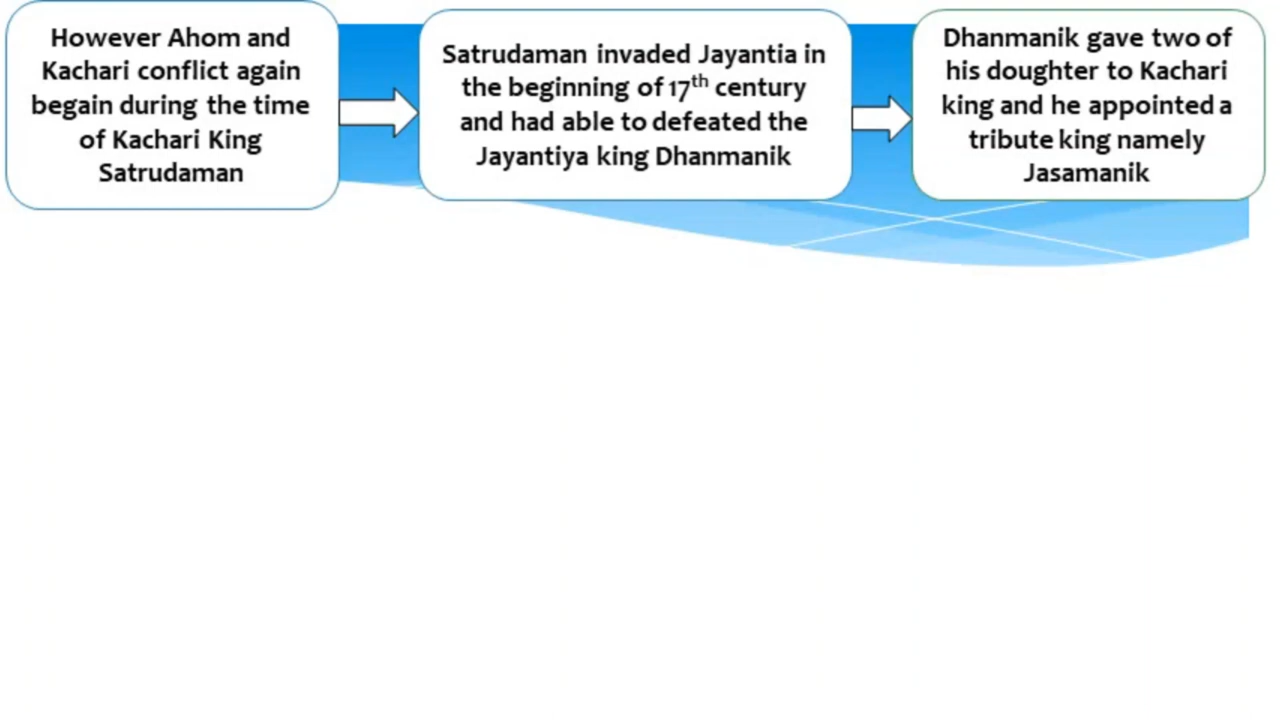 However Ahom and
Kachari conflict again
begain during the time
of Kachari King
Satrudaman
Satrudaman invaded Jayantia in
the beginning of 17th century
and had able to defeated the
Jayantiya king Dhanmanik
Dhanmanik gave two of
his doughter to Kachari
king and he appointed a
tribute king namely
Jasamanik